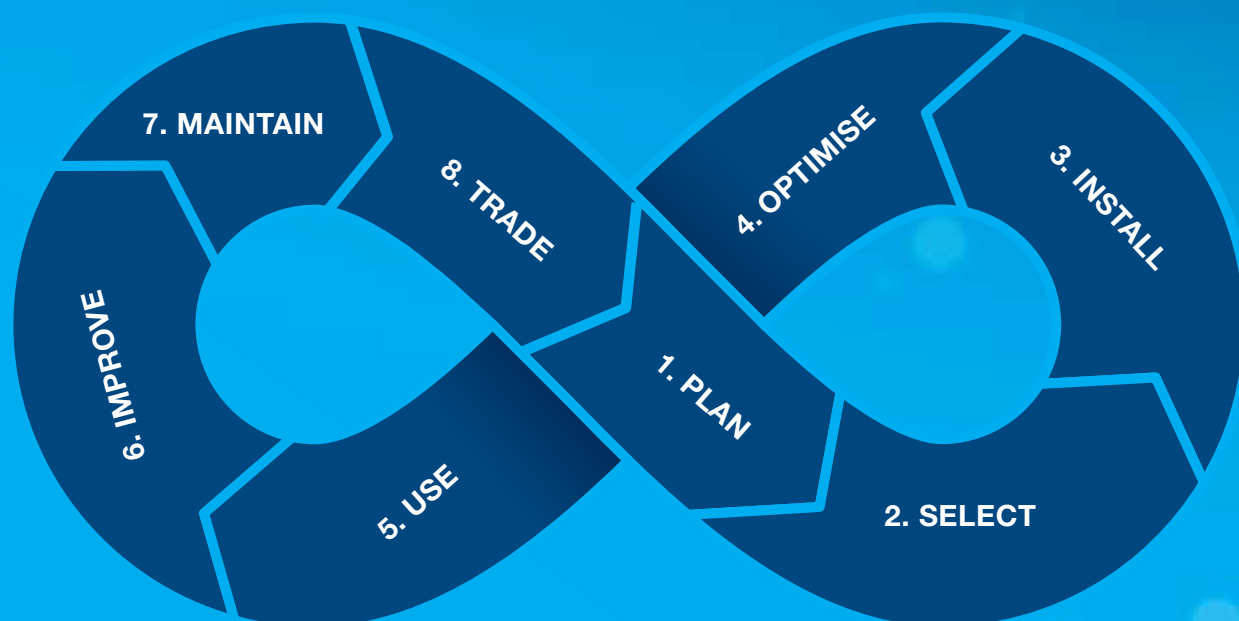 1. PLAN
2. SELECT
3. INSTALL
4. OPTIMISE
5. USE
6. IMPROVE
7. MAINTAIN
8. TRADE